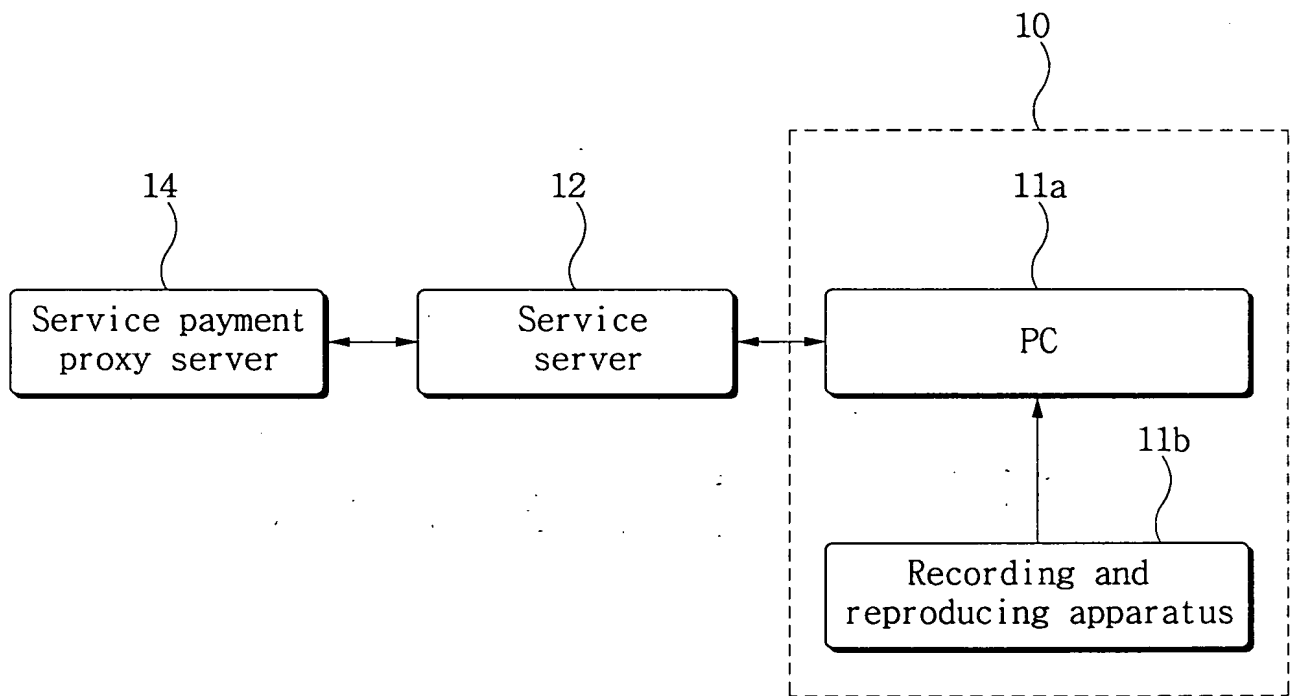 10
14
12
11a
Service payment
proxy server
Service
server
PC
11b
Recording and
reproducing apparatus